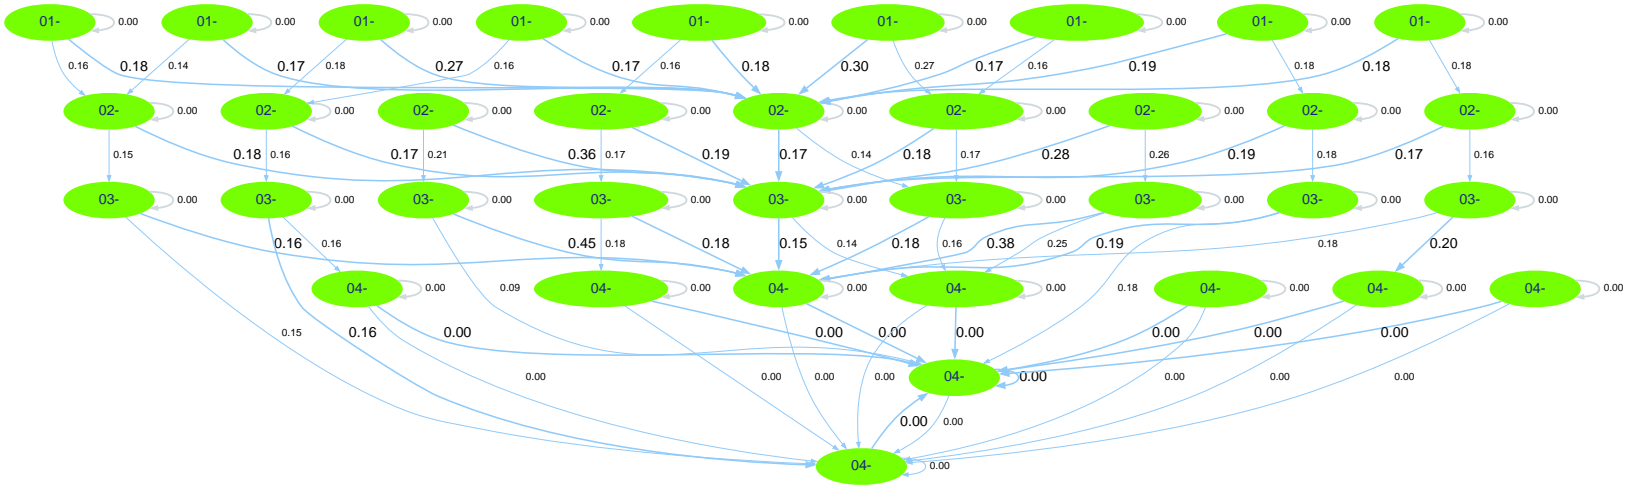 01- 0.00 01- 0.00 01- 0.00 01- 0.00 01- 0.00 01- 0.00 01- 0.00 01- 0.00 01- 0.00
0.16 0.18 0.14 0.17 0.18 0.27 0.16 0.17 0.16 0.18 0.30 0.27 0.17 0.16 0.19 0.18 0.18 0.18
02- 0.00 02- 0.00 02- 0.00 02- 0.00 02- 0.00 02- 0.00 02- 0.00 02- 0.00 02- 0.00
0.15 0.18 0.16 0.17 0.21 0.36 0.17 0.19 0.17 0.14 0.18 0.17 0.28 0.26 0.19 0.18 0.17 0.16
03- 0.00 03- 0.00 03- 0.00 03- 0.00 03- 0.00 03- 0.00 03- 0.00 03- 0.00 03- 0.00
0.16 0.16 0.45 0.18 0.18 0.15 0.14 0.18 0.16 0.38 0.25 0.19 0.18 0.20
04- 0.00 04- 0.00 04- 0.00 04- 0.00 04- 0.00 04- 0.00 04- 0.00
0.09 0.18
0.15 0.16 0.00 0.00 0.00 0.00 0.00 0.00 0.00
04- 0.00
0.00 0.00 0.00 0.00 0.00 0.00 0.00
0.00 0.00
04- 0.00